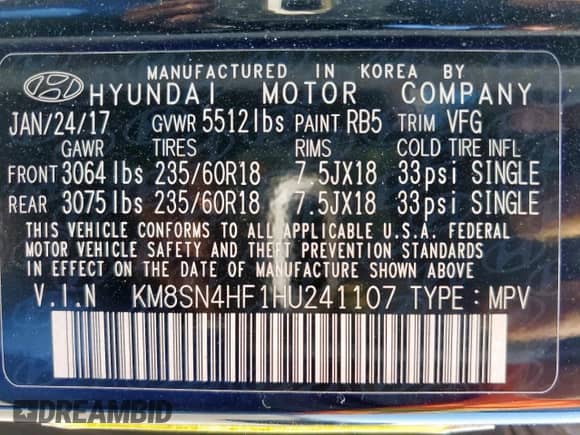 MANUFACTURED IN KOREA BY
HYUNDAI MOTOR COMPANY
JAN/24/17 GVWR 5512lbs PAINT RB5 TRIM VFG
GAWR TIRES RIMS COLD TIRE INFL
FRONT 3064lbs 235/60R18 7.5JX18 33psi SINGLE
REAR 3075lbs 235/60R18 7.5JX18 33psi SINGLE
THIS VEHICLE CONFORMS TO ALL APPLICABLE U.S.A. FEDERAL
MOTOR VEHICLE SAFETY AND THEFT PREVENTION STANDARDS
IN EFFECT ON THE DATE OF MANUFACTURE SHOWN ABOVE
V.I.N KM8SN4HF1HU241107 TYPE:MPV
DREAMBID